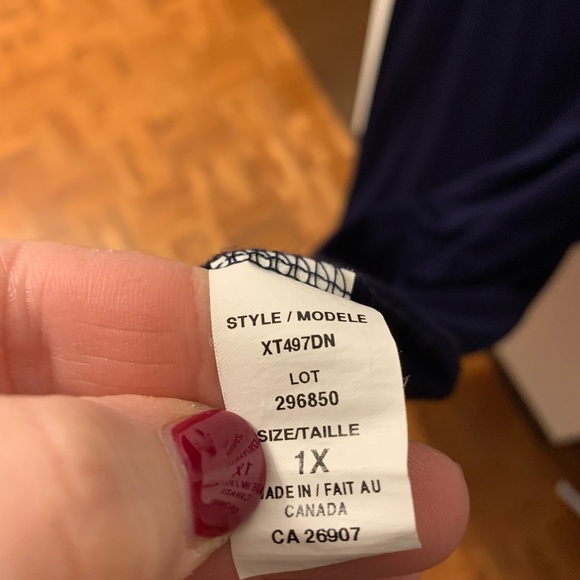 STYLE / MODELE
XT497DN
LOT
296850
SIZE/TAILLE
1X
MADE IN / FAIT AU
CANADA
CA 26907